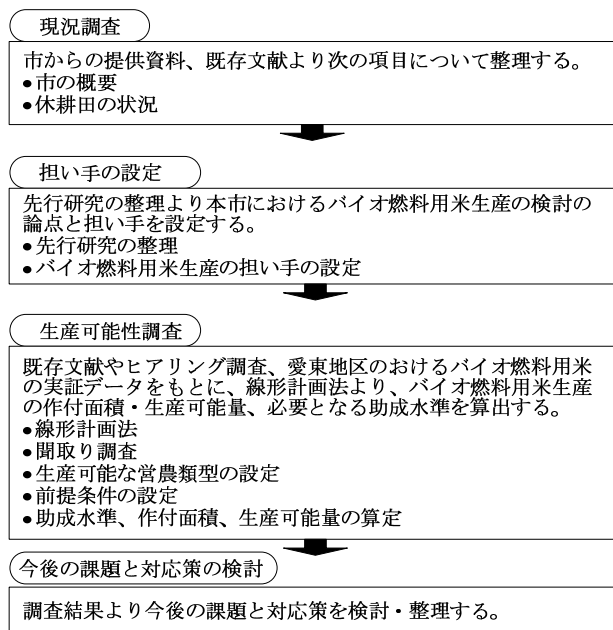 現況調査
市からの提供資料、既存文献より次の項目について整理する。
●市の概要
●休耕田の状況
担い手の設定
先行研究の整理より本市におけるバイオ燃料用米生産の検討の
論点と担い手を設定する。
●先行研究の整理
●バイオ燃料用米生産の担い手の設定
生産可能性調査
既存文献やヒアリング調査、愛東地区のおけるバイオ燃料用米
の実証データをもとに、線形計画法より、バイオ燃料用米生産
の作付面積・生産可能量、必要となる助成水準を算出する。
●線形計画法
●聞取り調査
●生産可能な営農類型の設定
●前提条件の設定
●助成水準、作付面積、生産可能量の算定
今後の課題と対応策の検討
調査結果より今後の課題と対応策を検討・整理する。